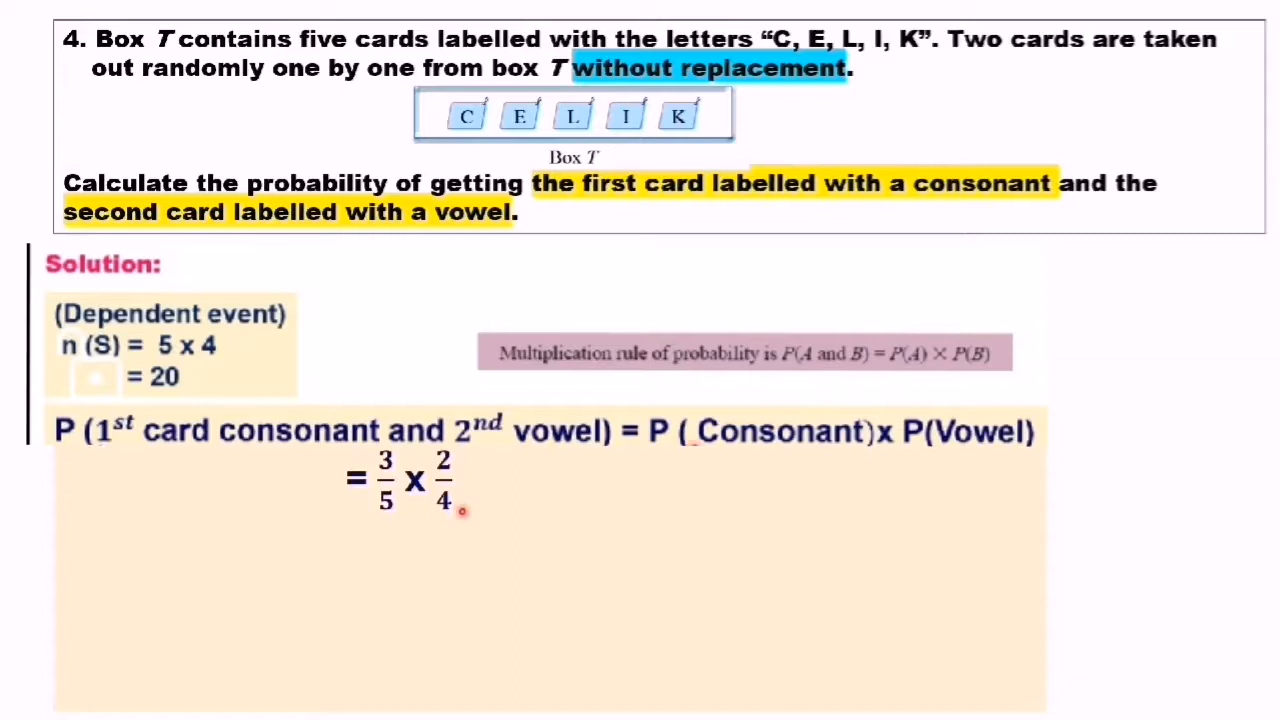 4. Box T contains five cards labelled with the letters “C, E, L, I, K”. Two cards are taken
out randomly one by one from box T without replacement.
C E L I K
Box T
Calculate the probability of getting the first card labelled with a consonant and the
second card labelled with a vowel.
Solution:
(Dependent event)
n (S) = 5 x 4
= 20
Multiplication rule of probability is P(A and B) = P(A) × P(B)
P (1st card consonant and 2nd vowel) = P ( Consonant)x P(Vowel)
= 3/5 x 2/4